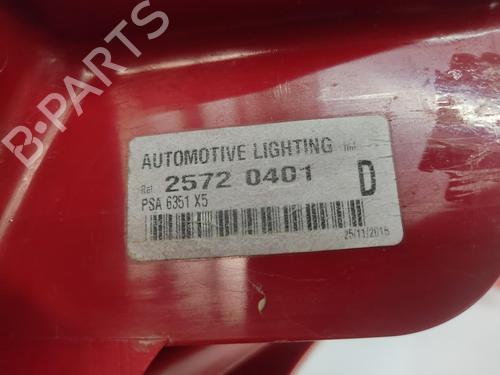 B-PARTS
AUTOMOTIVE LIGHTING
Ref. 2572 0401 D
PSA 6351 X5
25/11/2015